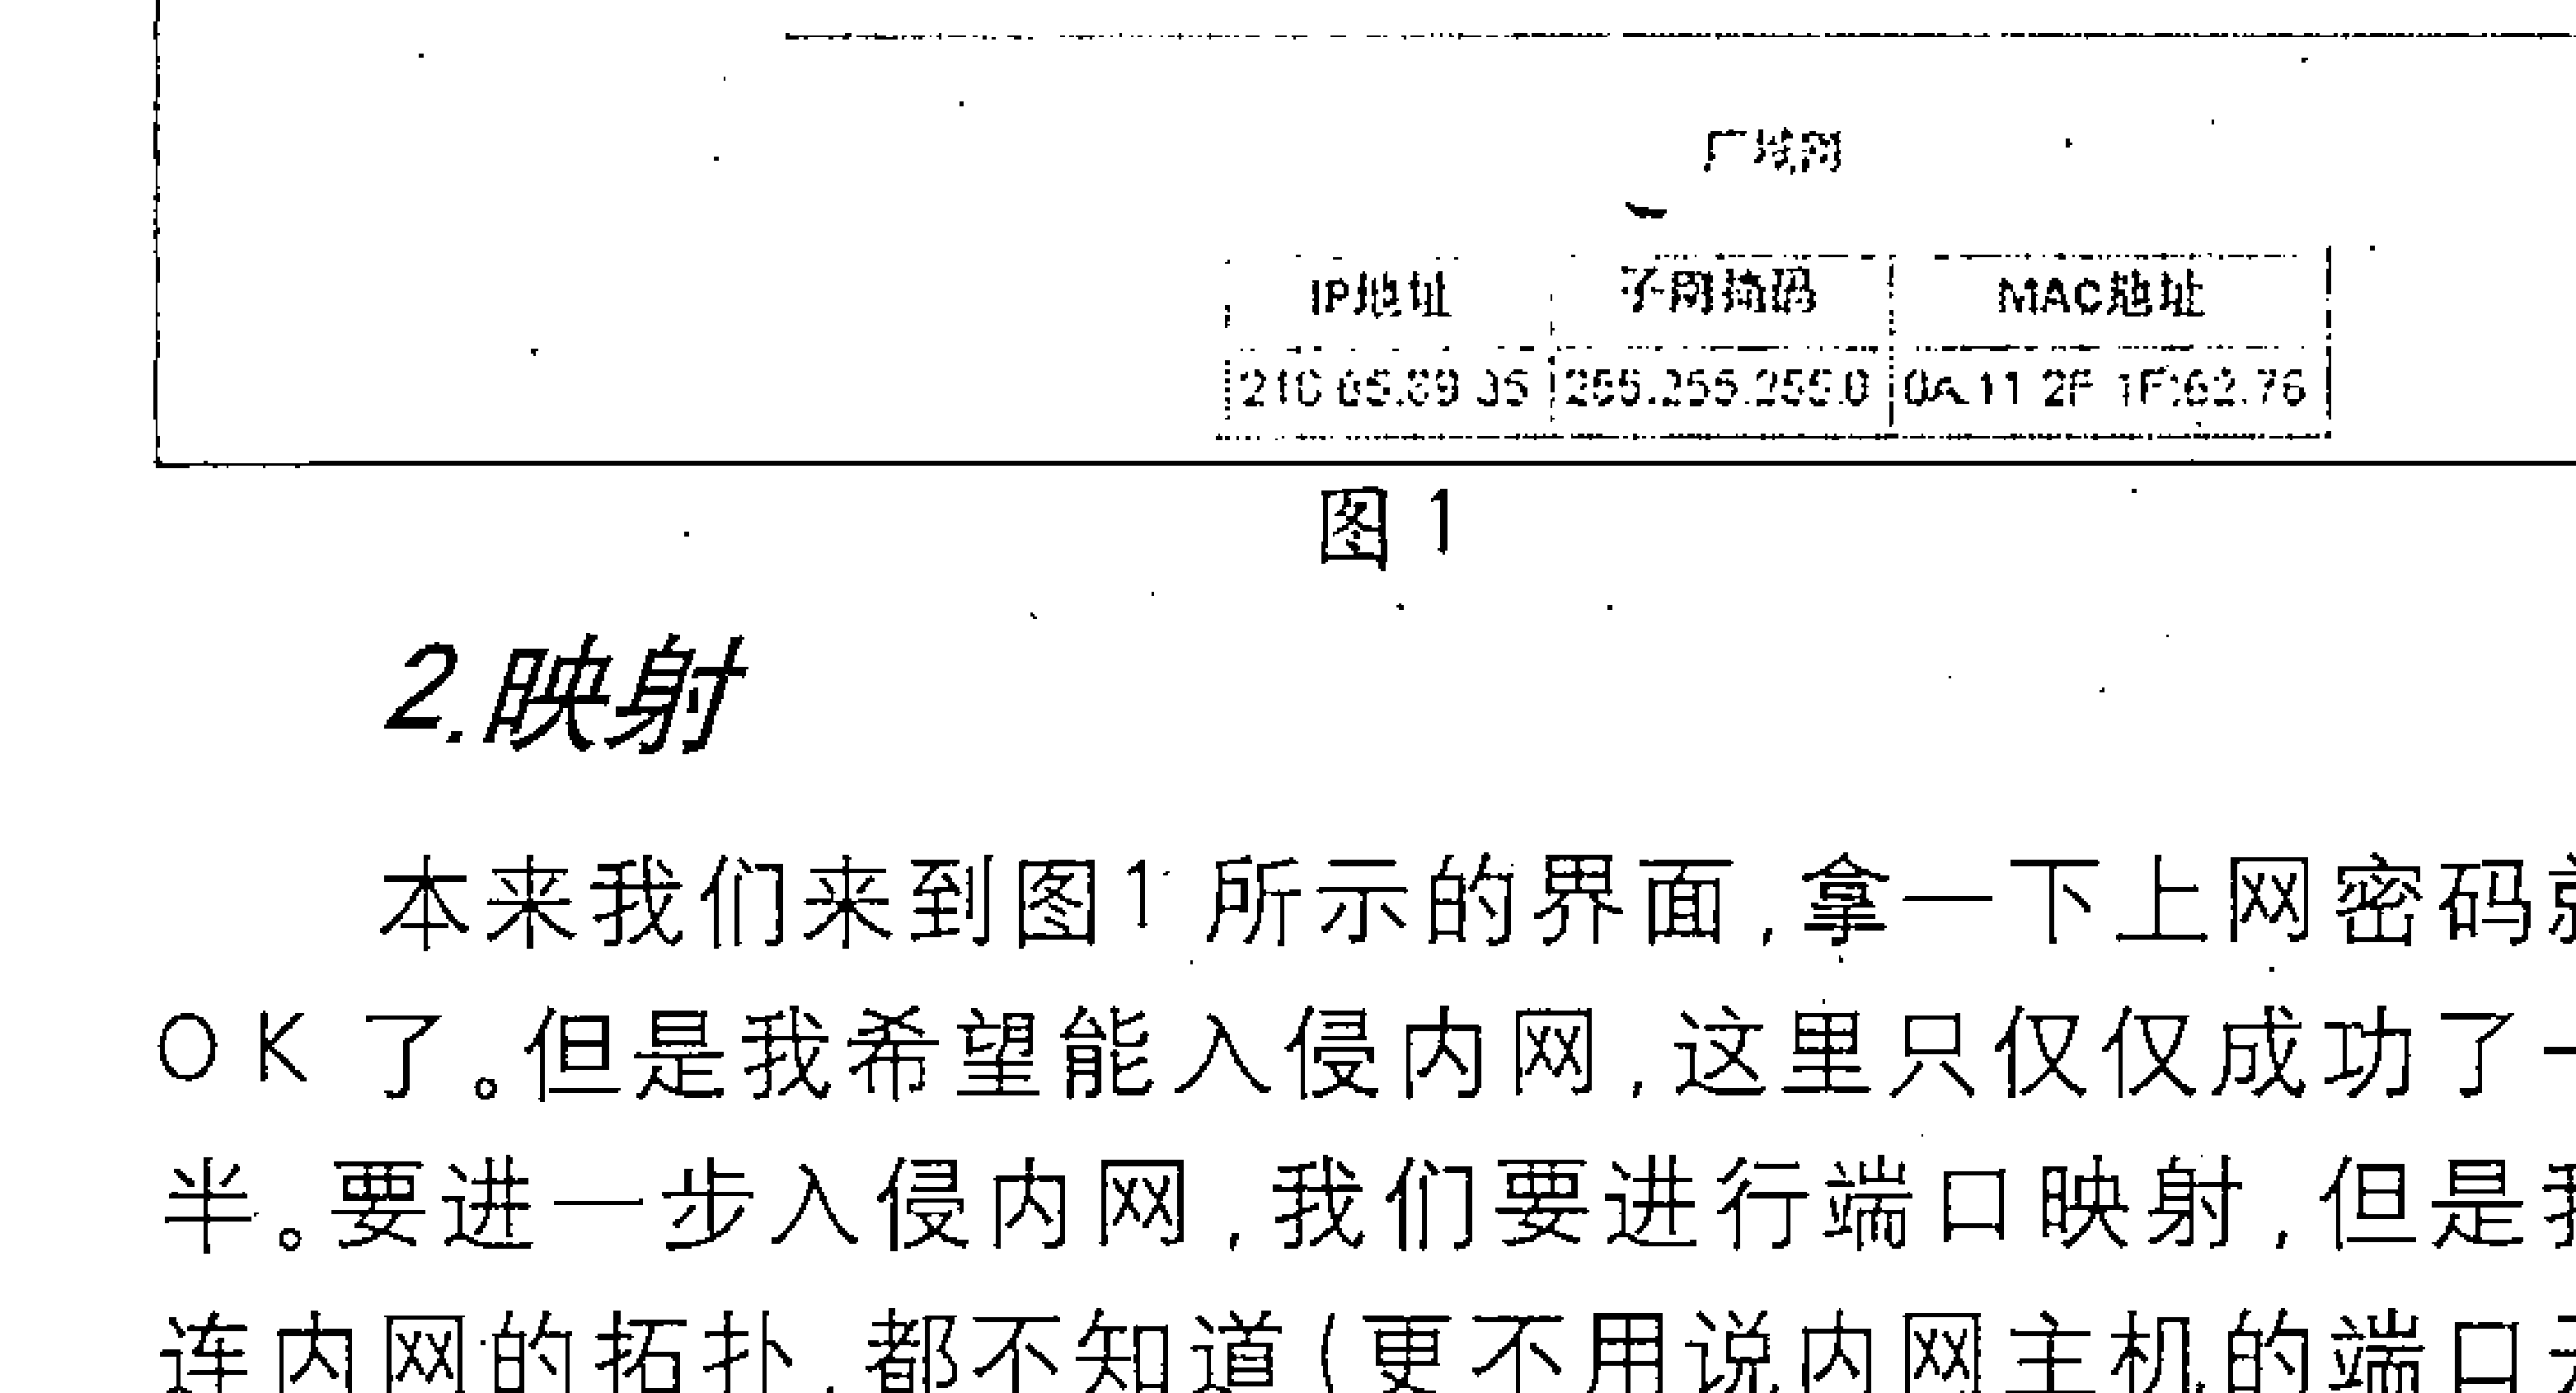 广域网
IP地址 子网掩码 MAC地址
255.255.255.0
图 1
2.映射
本来我们来到图1 所示的界面,拿一下上网密码就
OK 了。但是我希望能入侵内网,这里只仅仅成功了一
半。要进一步入侵内网,我们要进行端口映射,但是我
连内网的拓扑,都不知道(更不用说内网主机的端口开